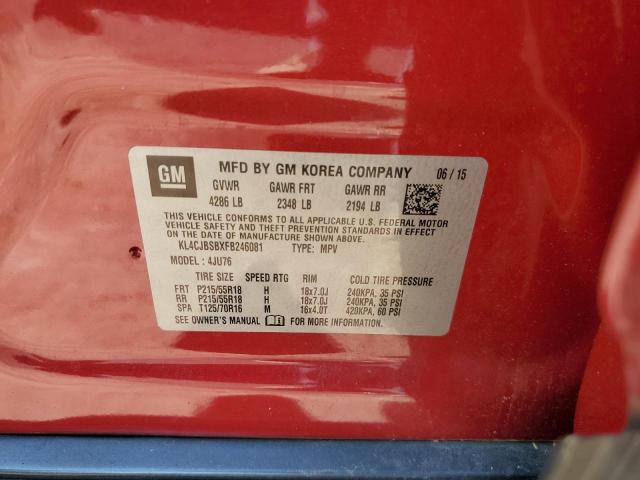 GM MFD BY GM KOREA COMPANY 06/15
GVWR GAWR FRT GAWR RR
4286 LB 2348 LB 2194 LB
THIS VEHICLE CONFORMS TO ALL APPLICABLE U.S. FEDERAL MOTOR
VEHICLE SAFETY AND THEFT PREVENTION STANDARDS IN EFFECT
ON THE DATE OF MANUFACTURE SHOWN ABOVE.
KL4CJBSBXFB246081 TYPE: MPV
MODEL: 4JU76
TIRE SIZE SPEED RTG RIM COLD TIRE PRESSURE
FRT P215/55R18 H 18x7.0J 240KPA, 35 PSI
RR P215/55R18 H 18x7.0J 240KPA, 35 PSI
SPA T125/70R16 M 16x4.0T 420KPA, 60 PSI
SEE OWNER'S MANUAL FOR MORE INFORMATION.